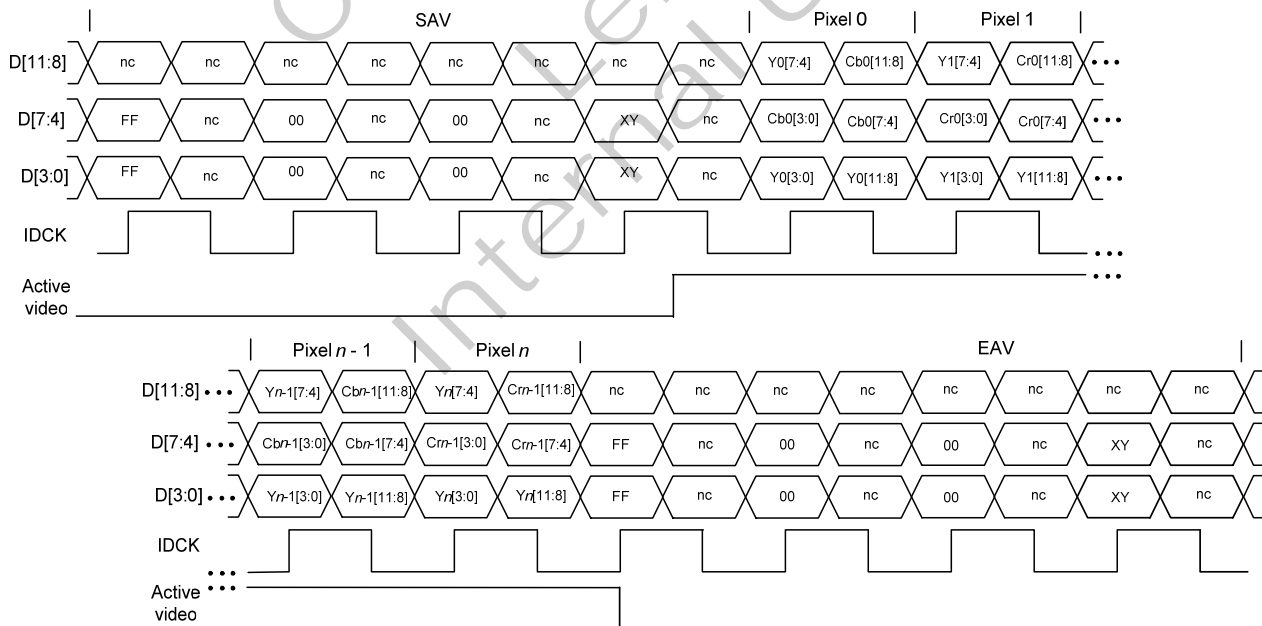 SAV | Pixel 0 | Pixel 1 |
D[11:8] nc nc nc nc nc nc nc nc Y0[7:4] Cb0[11:8] Y1[7:4] Cr0[11:8] •••
D[7:4] FF nc 00 nc 00 nc XY nc Cb0[3:0] Cb0[7:4] Cr0[3:0] Cr0[7:4] •••
D[3:0] FF nc 00 nc 00 nc XY nc Y0[3:0] Y0[11:8] Y1[3:0] Y1[11:8] •••
IDCK •••
Active •••
video
Pixel n - 1 | Pixel n | EAV
D[11:8] ••• Yn-1[7:4] Cbn-1[11:8] Yn[7:4] Crn-1[11:8] nc nc nc nc nc nc nc nc
D[7:4] ••• Cbn-1[3:0] Cbn-1[7:4] Crn-1[3:0] Crn-1[7:4] FF nc 00 nc 00 nc XY nc
D[3:0] ••• Yn-1[3:0] Yn-1[11:8] Yn[3:0] Yn[11:8] FF nc 00 nc 00 nc XY nc
IDCK •••
Active •••
video
Internal